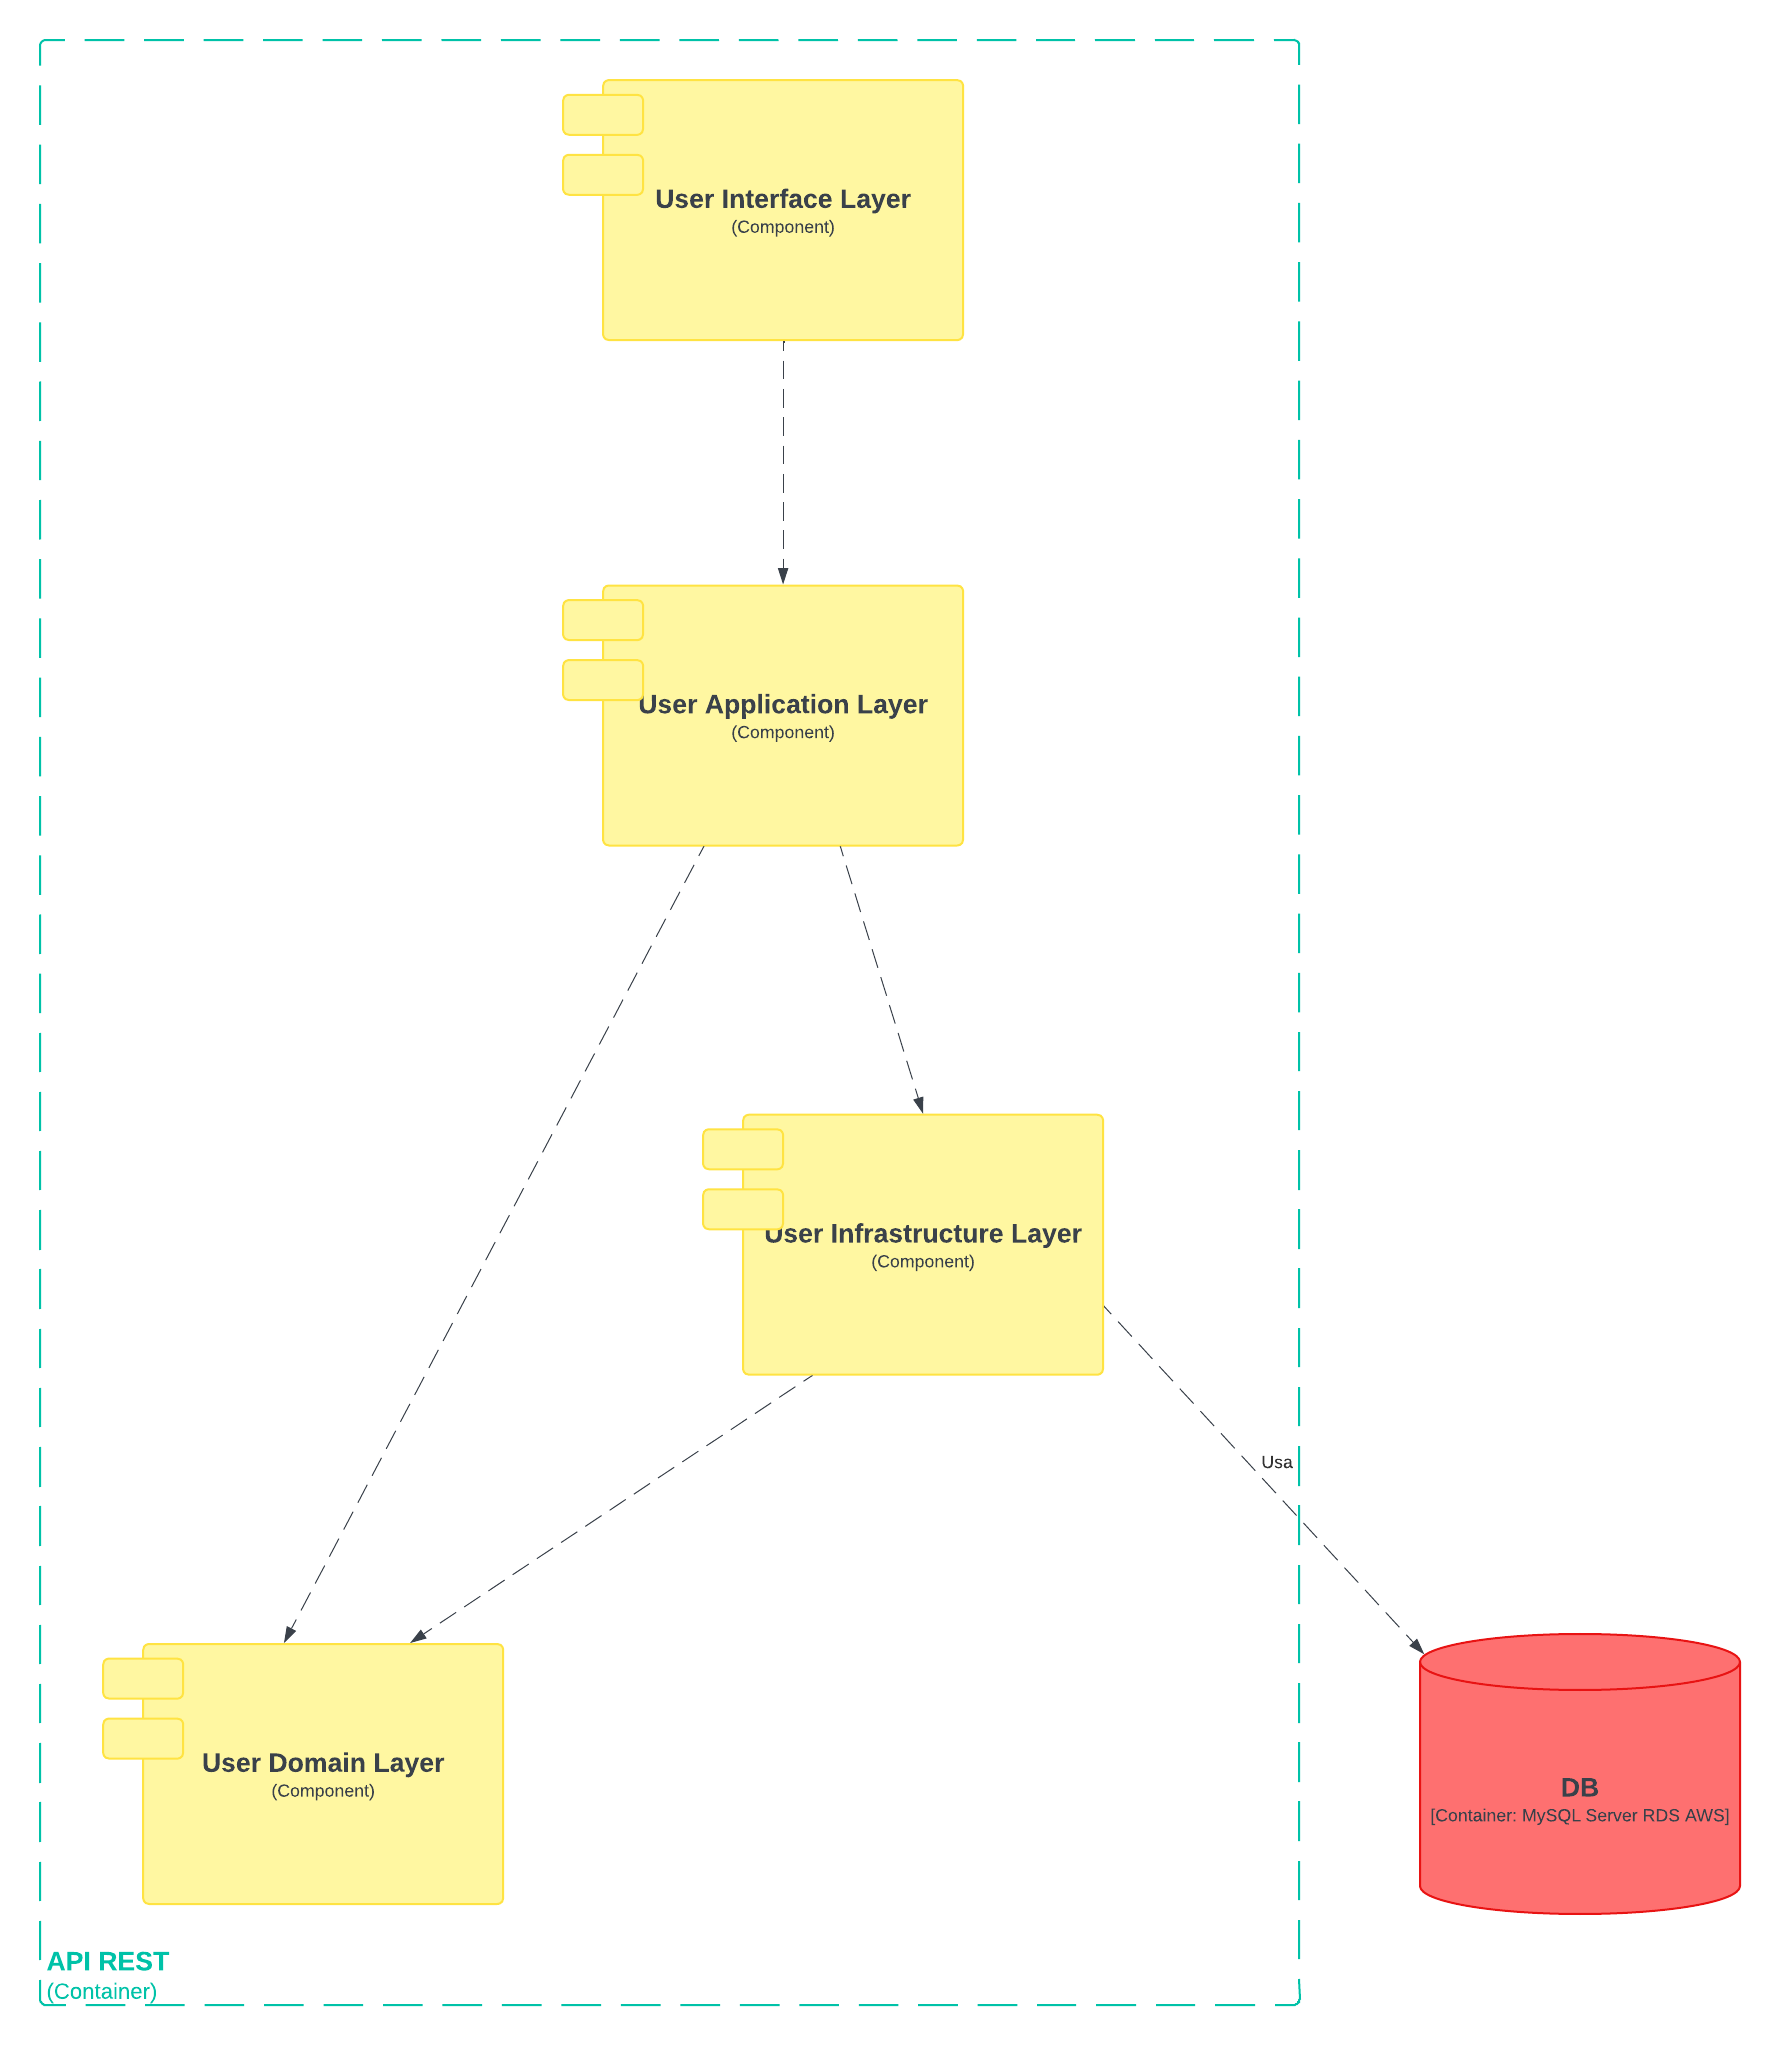 User Interface Layer
(Component)
User Application Layer
(Component)
User Infrastructure Layer
(Component)
Usa
User Domain Layer
(Component)
DB
[Container: MySQL Server RDS AWS]
API REST
(Container)